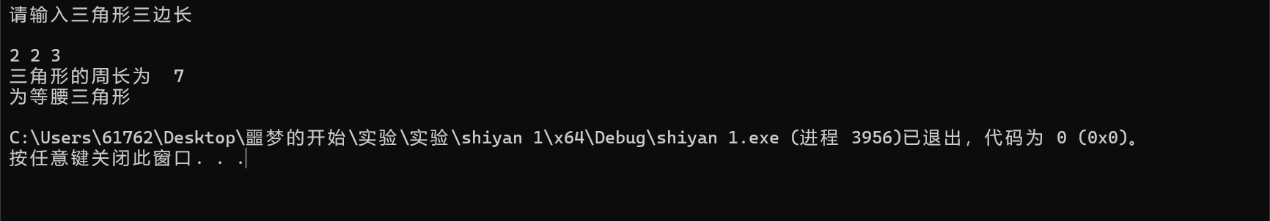 请输入三角形三边长
2 2 3
三角形的周长为  7
为等腰三角形
C:\Users\61762\Desktop\噩梦的开始\实验\实验\shiyan 1\x64\Debug\shiyan 1.exe (进程 3956)已退出，代码为 0 (0x0)。
按任意键关闭此窗口. . .